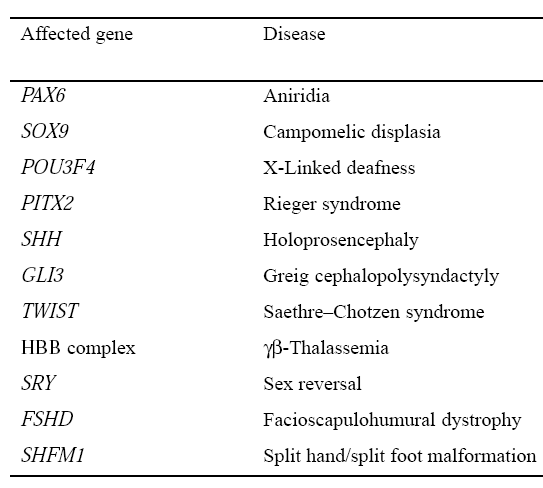 Affected gene Disease
PAX6 Aniridia
SOX9 Campomelic displasia
POU3F4 X-Linked deafness
PITX2 Rieger syndrome
SHH Holoprosencephaly
GLI3 Greig cephalopolysyndactyly
TWIST Saethre–Chotzen syndrome
HBB complex γβ-Thalassemia
SRY Sex reversal
FSHD Facioscapulohumural dystrophy
SHFM1 Split hand/split foot malformation